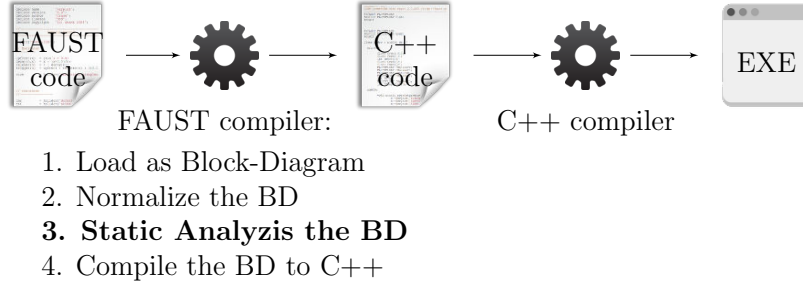 FAUST
code
C++
code
EXE
FAUST compiler:
C++ compiler
1. Load as Block-Diagram
2. Normalize the BD
3. Static Analyzis the BD
4. Compile the BD to C++